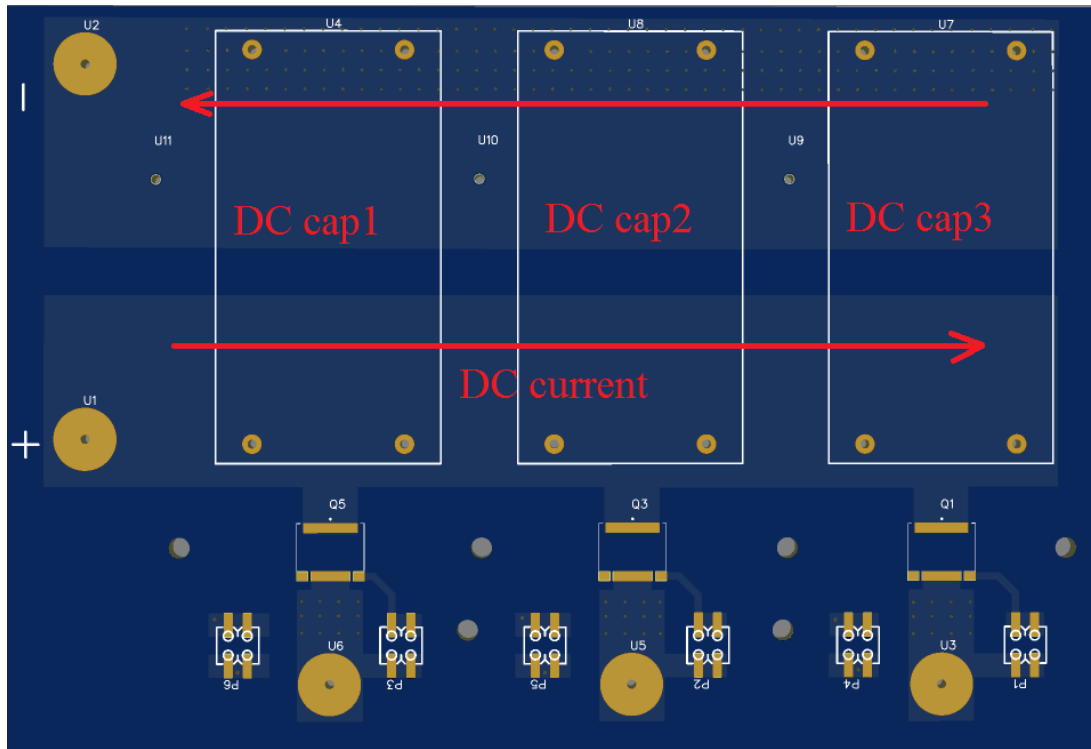 U2
U4
U8
U7
−
U11
U10
U9
DC cap1
DC cap2
DC cap3
DC current
U1
+
Q5
Q3
Q1
U6
U5
U3
P6
P3
P5
P2
P4
P1